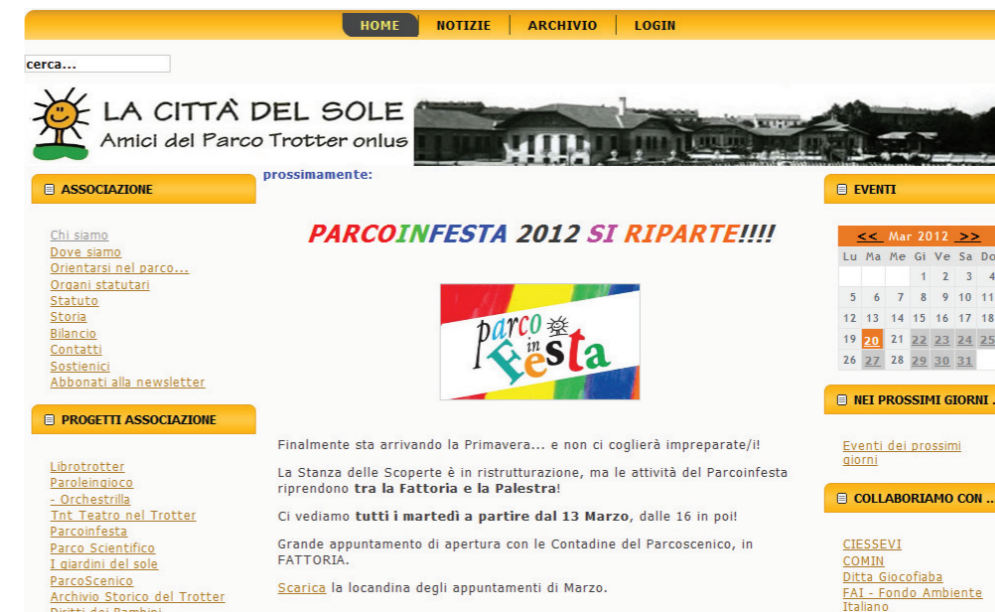 HOME NOTIZIE ARCHIVIO LOGIN
cerca...
LA CITTÀ DEL SOLE
Amici del Parco Trotter onlus
ASSOCIAZIONE
Chi siamo
Dove siamo
Orientarsi nel parco...
Organi statutari
Statuto
Storia
Bilancio
Contatti
Sostienici
Abbonati alla newsletter
PROGETTI ASSOCIAZIONE
Librotrotter
Paroleingioco
- Orchestrilla
Tnt Teatro nel Trotter
Parcoinfesta
Parco Scientifico
I giardini del sole
ParcoScenico
Archivio Storico del Trotter
Diritti dei Bambini
prossimamente:
PARCOINFESTA 2012 SI RIPARTE!!!!
parco
in
Festa
Finalmente sta arrivando la Primavera... e non ci coglierà impreparate/i!
La Stanza delle Scoperte è in ristrutturazione, ma le attività del Parcoinfesta
riprendono tra la Fattoria e la Palestra!
Ci vediamo tutti i martedì a partire dal 13 Marzo, dalle 16 in poi!
Grande appuntamento di apertura con le Contadine del Parcoscenico, in
FATTORIA.
Scarica la locandina degli appuntamenti di Marzo.
EVENTI
<< Mar 2012 >>
Lu Ma Me Gi Ve Sa Do
1 2 3 4
5 6 7 8 9 10 11
12 13 14 15 16 17 18
19 20 21 22 23 24 25
26 27 28 29 30 31
NEI PROSSIMI GIORNI ..
Eventi dei prossimi
giorni
COLLABORIAMO CON ...
CIESSEVI
COMIN
Ditta Giocofiaba
FAI - Fondo Ambiente
Italiano